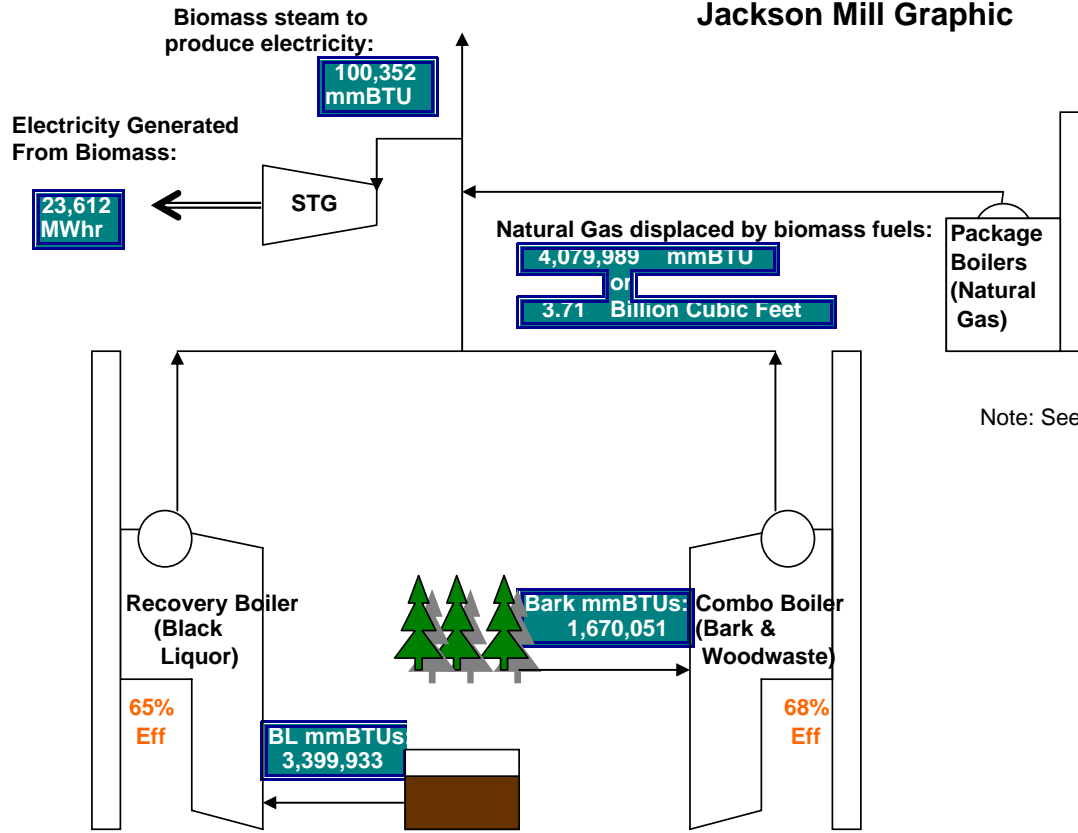 Jackson Mill Graphic
Biomass steam to
produce electricity:
100,352
mmBTU
Electricity Generated
From Biomass:
23,612
MWhr
STG
Natural Gas displaced by biomass fuels:
4,079,989 mmBTU
or
3.71 Billion Cubic Feet
Package
Boilers
(Natural
Gas)
Note: See
Recovery Boiler
(Black
Liquor)
Bark mmBTUs:
1,670,051
Combo Boiler
(Bark &
Woodwaste)
65%
Eff
68%
Eff
BL mmBTUs:
3,399,933